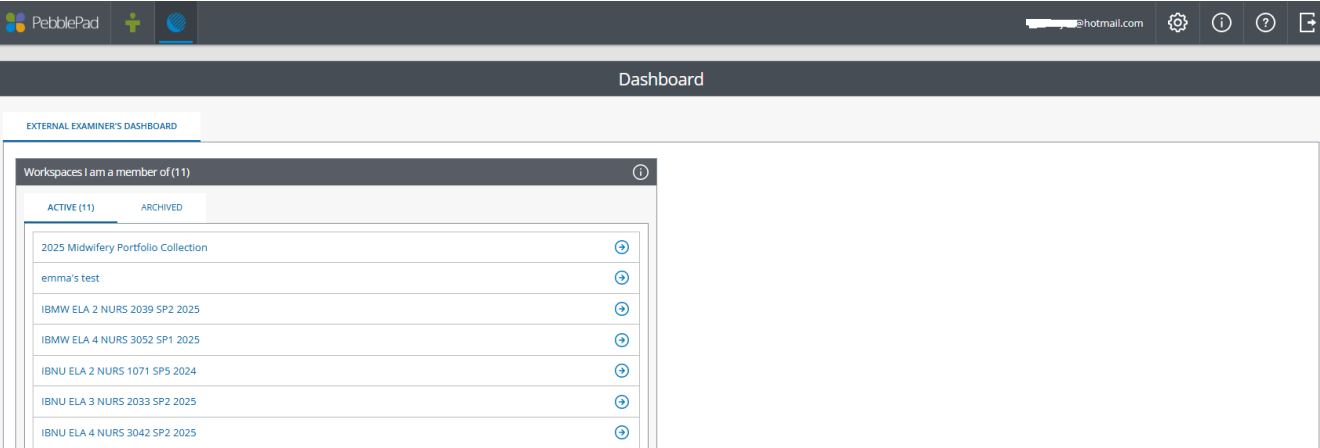 PebblePad
@hotmail.com
Dashboard
EXTERNAL EXAMINER'S DASHBOARD
Workspaces I am a member of (11)
ACTIVE (11) ARCHIVED
2025 Midwifery Portfolio Collection
emma's test
IBMW ELA 2 NURS 2039 SP2 2025
IBMW ELA 4 NURS 3052 SP1 2025
IBNU ELA 2 NURS 1071 SP5 2024
IBNU ELA 3 NURS 2033 SP2 2025
IBNU ELA 4 NURS 3042 SP2 2025